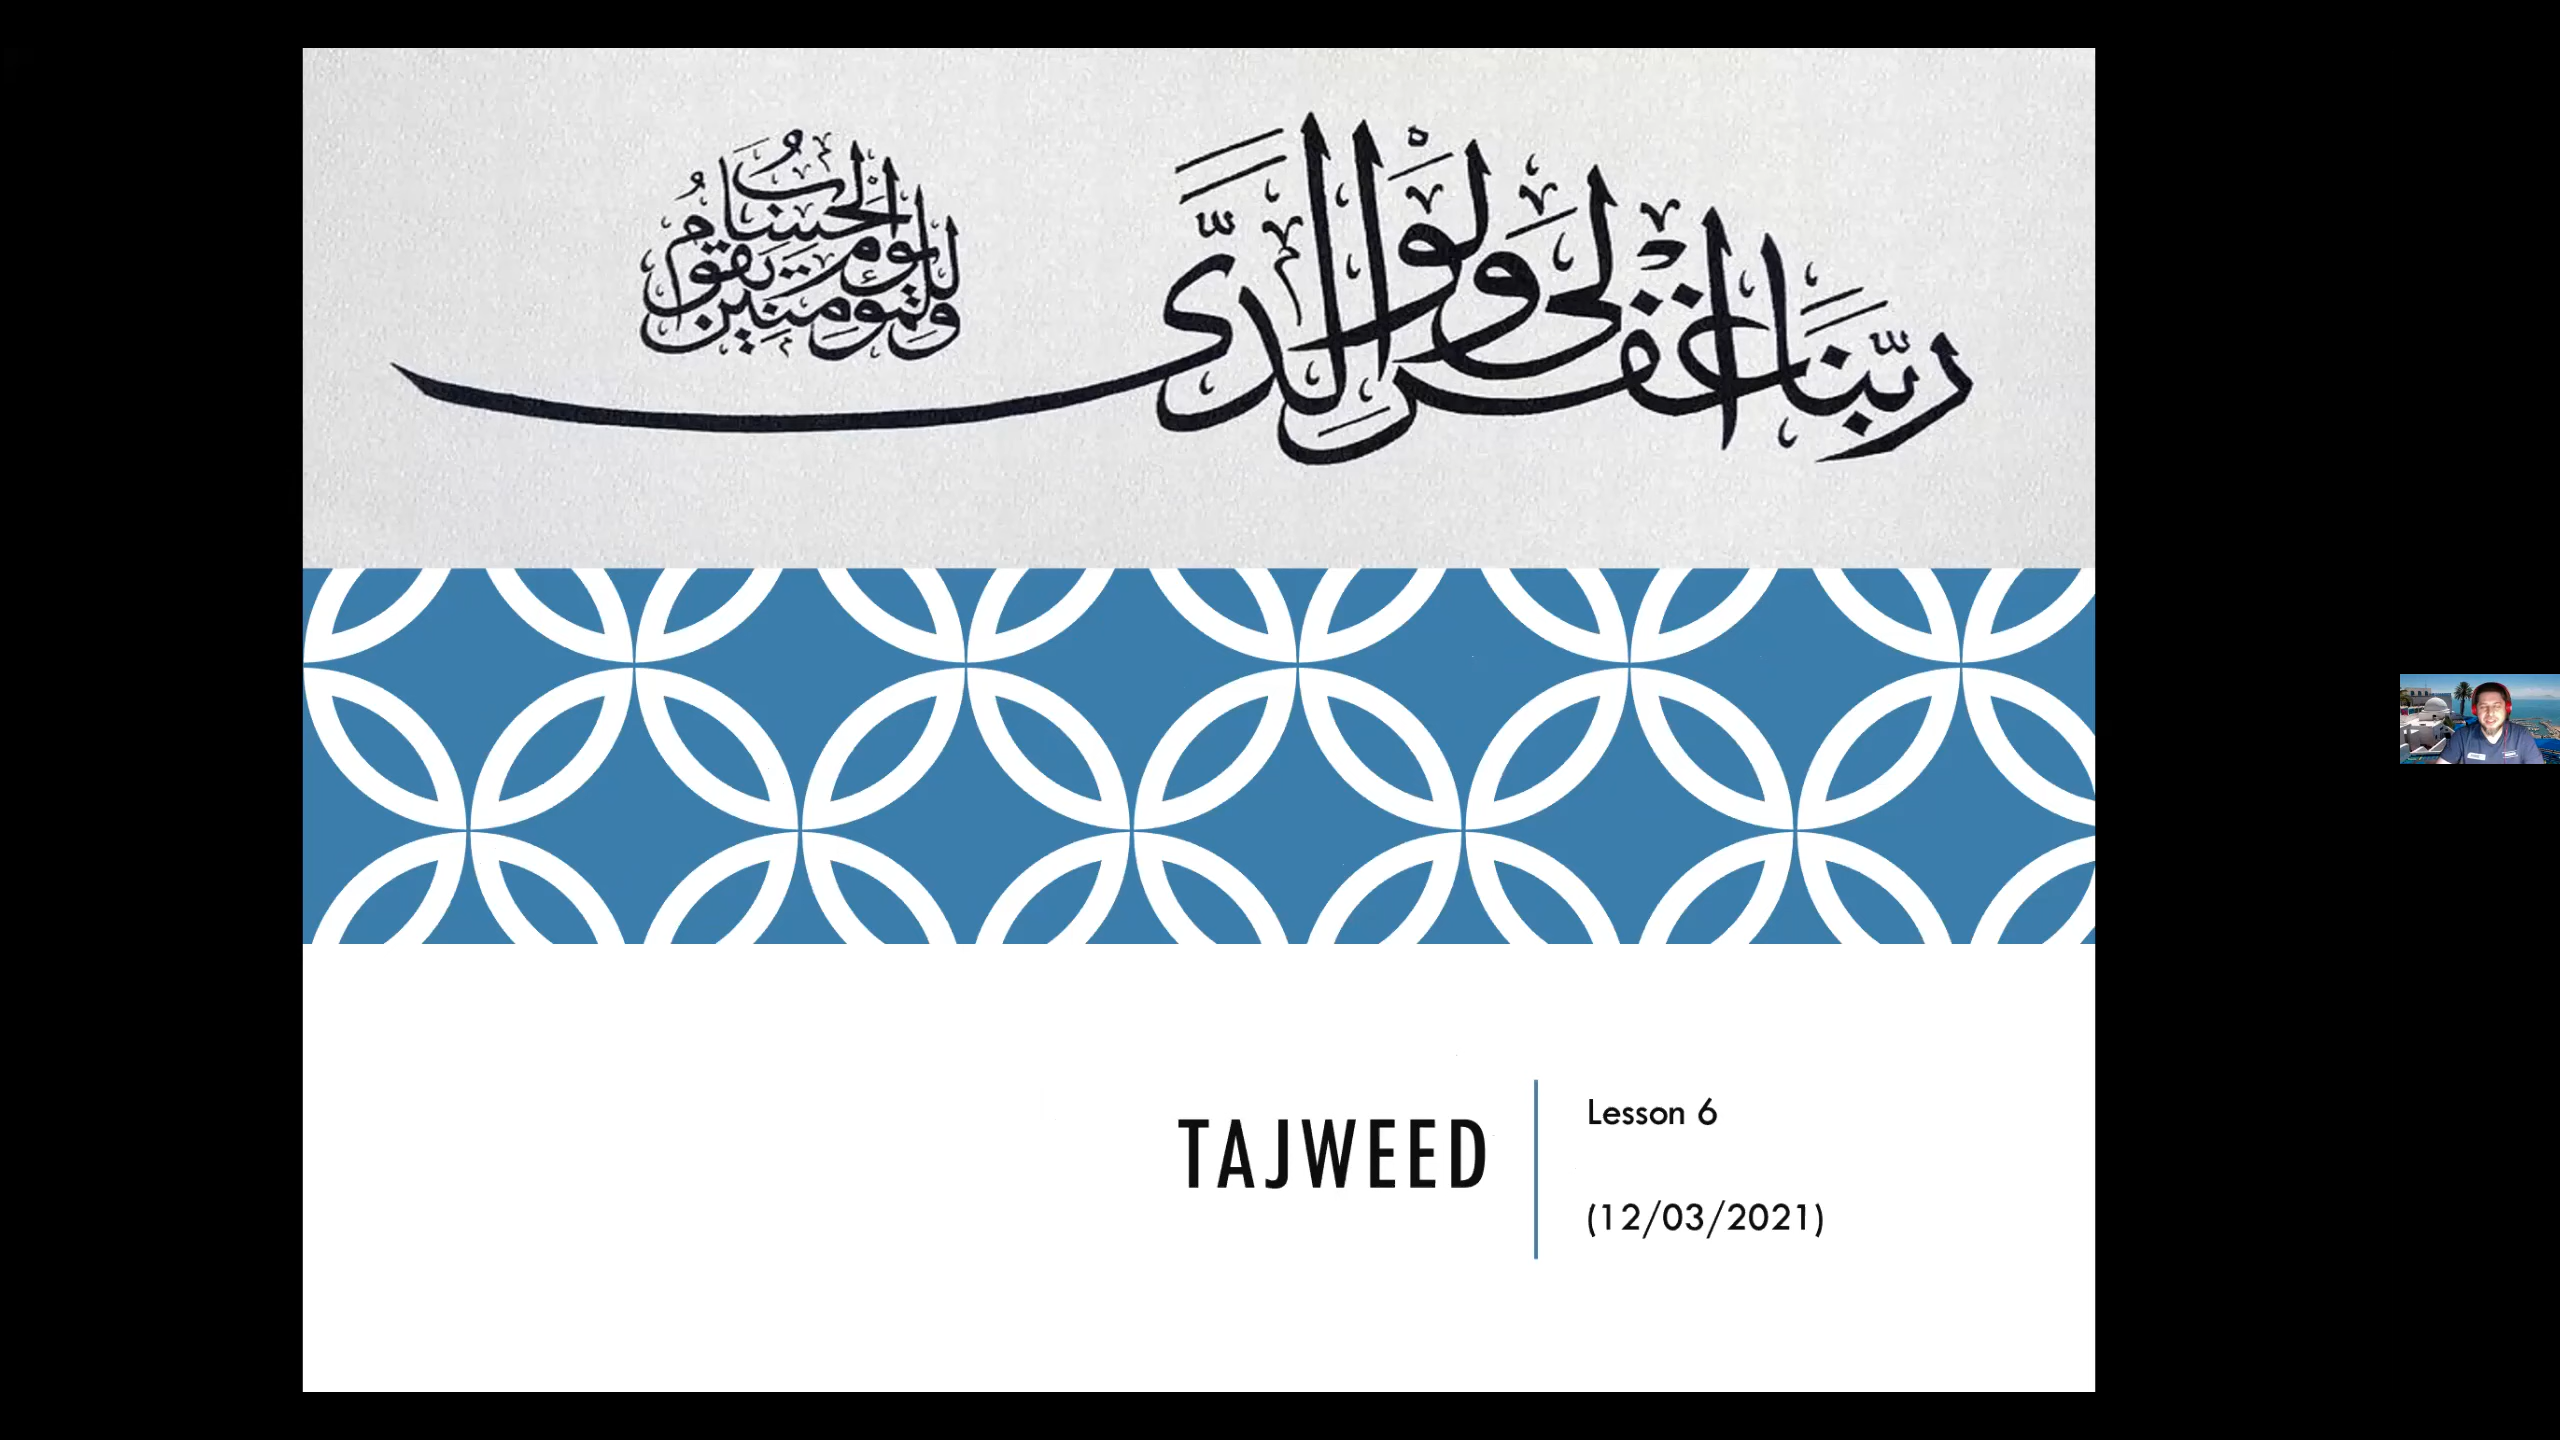 ربنا اغفر لي ولوالدي
وللمؤمنين يوم يقوم الحساب
TAJWEED
Lesson 6
(12/03/2021)